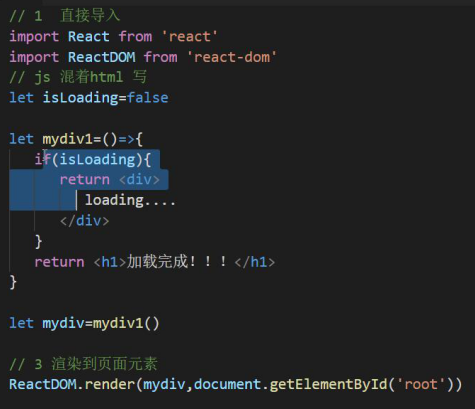 // 1  直接导入
import React from 'react'
import ReactDOM from 'react-dom'
// js 混着html 写
let isLoading=false
let mydiv1=()=>{
if(isLoading){
return <div>
loading....
</div>
}
return <h1>加载完成！！！</h1>
}
let mydiv=mydiv1()
// 3 渲染到页面元素
ReactDOM.render(mydiv,document.getElementById('root'))